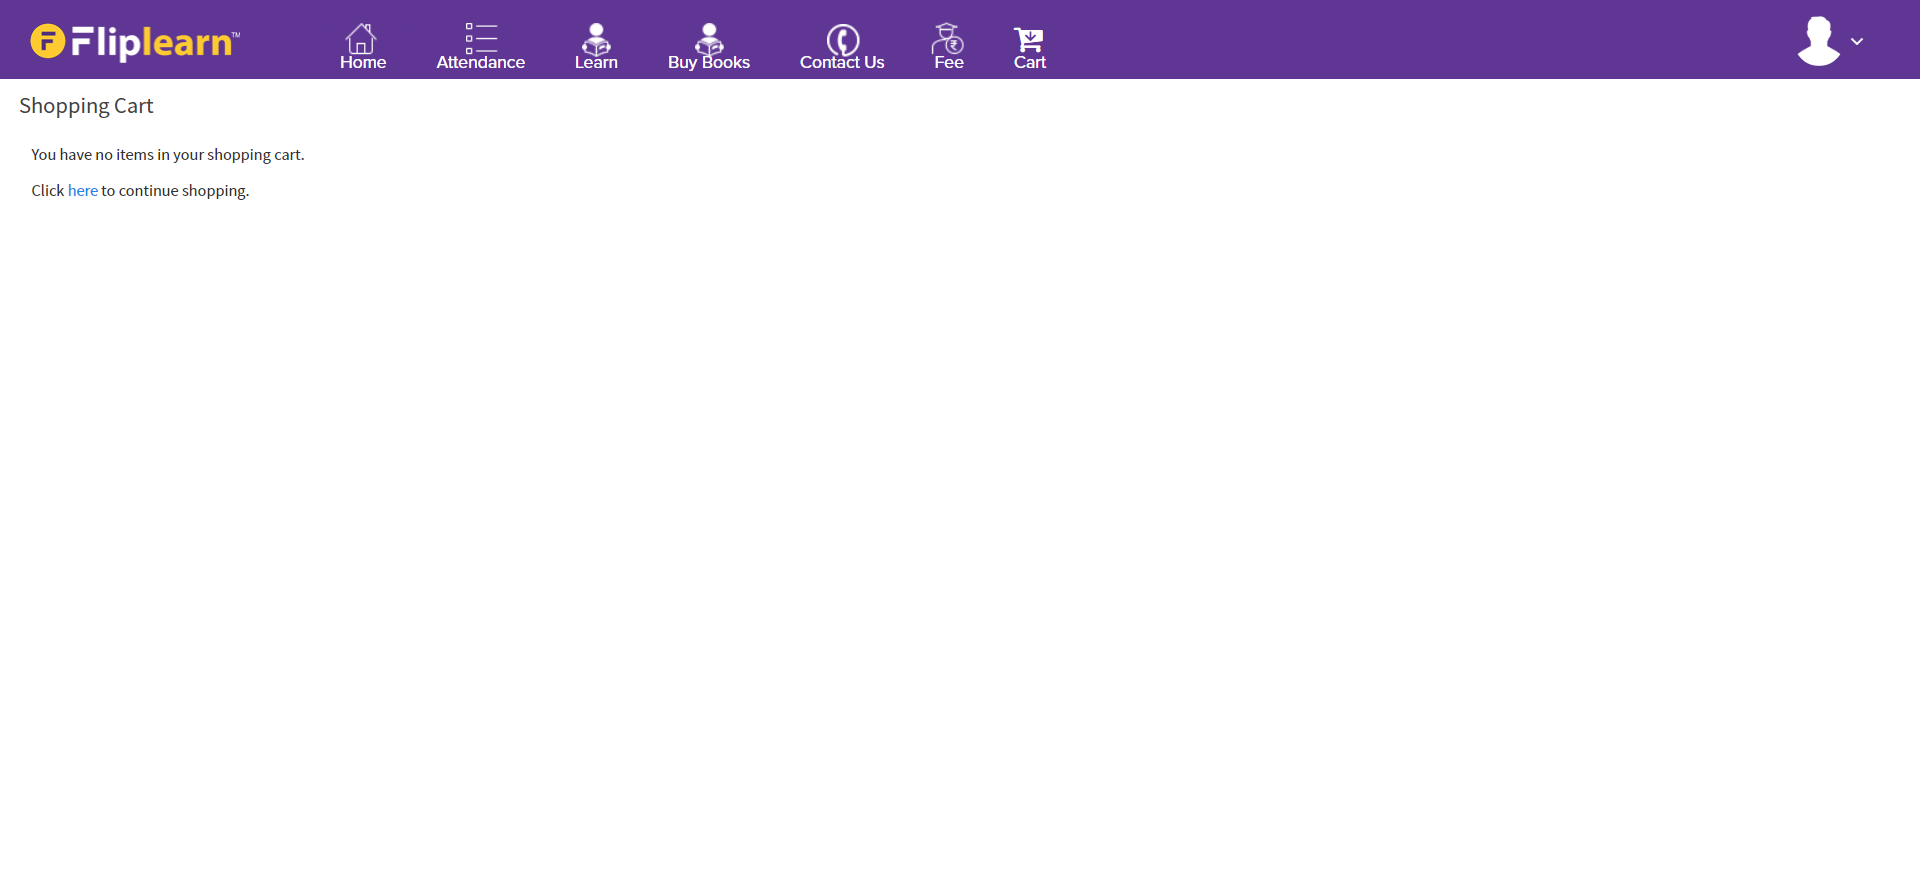 Fliplearn™
Home
Attendance
Learn
Buy Books
Contact Us
Fee
Cart
Shopping Cart
You have no items in your shopping cart.
Click here to continue shopping.